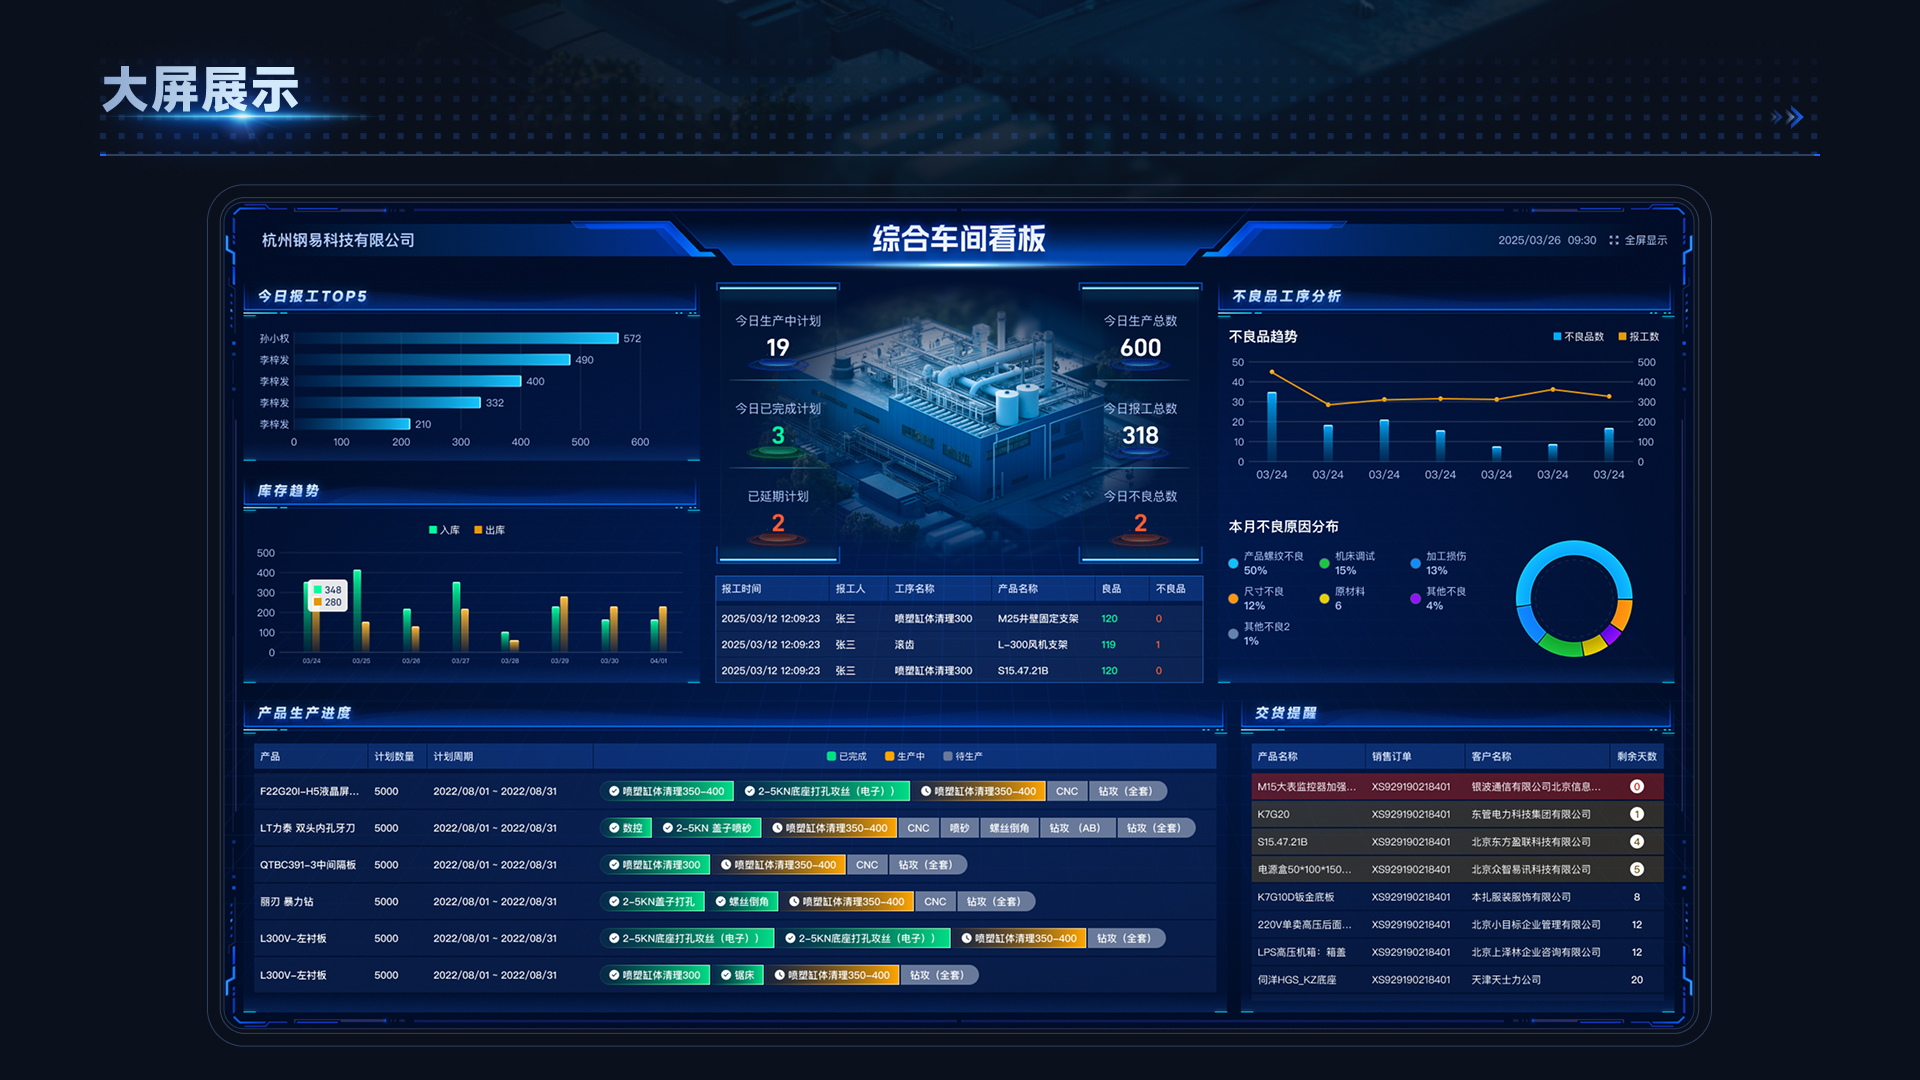 大屏展示
杭州钢易科技有限公司
综合车间看板
2025/03/26 09:30 全屏显示
今日报工TOP5
孙小权 572
李梓发 490
李梓发 400
李梓发 332
李梓发 210
0 100 200 300 400 500 600
库存趋势
入库 出库
500
400
300
200
100
0
348
280
03/24 03/25 03/26 03/27 03/28 03/29 03/30 04/01
今日生产中计划
19
今日已完成计划
3
已延期计划
2
今日生产总数
600
今日报工总数
318
今日不良总数
2
报工时间 报工人 工序名称 产品名称 良品 不良品
2025/03/12 12:09:23 张三 喷塑缸体清理300 M25井壁固定支架 120 0
2025/03/12 12:09:23 张三 滚齿 L-300风机支架 119 1
2025/03/12 12:09:23 张三 喷塑缸体清理300 S15.47.21B 120 0
不良品工序分析
不良品趋势
不良品数 报工数
50 500
40 400
30 300
20 200
10 100
0 0
03/24 03/24 03/24 03/24 03/24 03/24 03/24
本月不良原因分布
产品螺纹不良 机床调试 加工损伤
50% 15% 13%
尺寸不良 原材料 其他不良
12% 6 4%
其他不良2
1%
产品生产进度
产品 计划数量 计划周期 已完成 生产中 待生产
F22G20I-H5液晶屏... 5000 2022/08/01 ~ 2022/08/31 喷塑缸体清理350-400 2-5KN底座打孔攻丝（电子）） 喷塑缸体清理350-400 CNC 钻攻（全套）
LT力泰 双头内孔牙刀 5000 2022/08/01 ~ 2022/08/31 数控 2-5KN 盖子喷砂 喷塑缸体清理350-400 CNC 喷砂 螺丝倒角 钻攻（AB） 钻攻（全套）
QTBC391-3中间隔板 5000 2022/08/01 ~ 2022/08/31 喷塑缸体清理300 喷塑缸体清理350-400 CNC 钻攻（全套）
丽刃 暴力钻 5000 2022/08/01 ~ 2022/08/31 2-5KN盖子打孔 螺丝倒角 喷塑缸体清理350-400 CNC 钻攻（全套）
L300V-左衬板 5000 2022/08/01 ~ 2022/08/31 2-5KN底座打孔攻丝（电子）） 2-5KN底座打孔攻丝（电子）） 喷塑缸体清理350-400 钻攻（全套）
L300V-左衬板 5000 2022/08/01 ~ 2022/08/31 喷塑缸体清理300 锯床 喷塑缸体清理350-400 钻攻（全套）
交货提醒
产品名称 销售订单 客户名称 剩余天数
M15大表监控器加强... XS929190218401 银波通信有限公司北京信息... 0
K7G20 XS929190218401 东管电力科技集团有限公司 1
S15.47.21B XS929190218401 北京东方盈联科技有限公司 4
电源盒50*100*150... XS929190218401 北京众智易讯科技有限公司 5
K7G10D钣金底板 XS929190218401 本扎服装服饰有限公司 8
220V单卖高压后面... XS929190218401 北京小目标企业管理有限公司 12
LPS高压机箱：箱盖 XS929190218401 北京上泽林企业咨询有限公司 12
伺洋HGS_KZ底座 XS929190218401 天津天士力公司 20